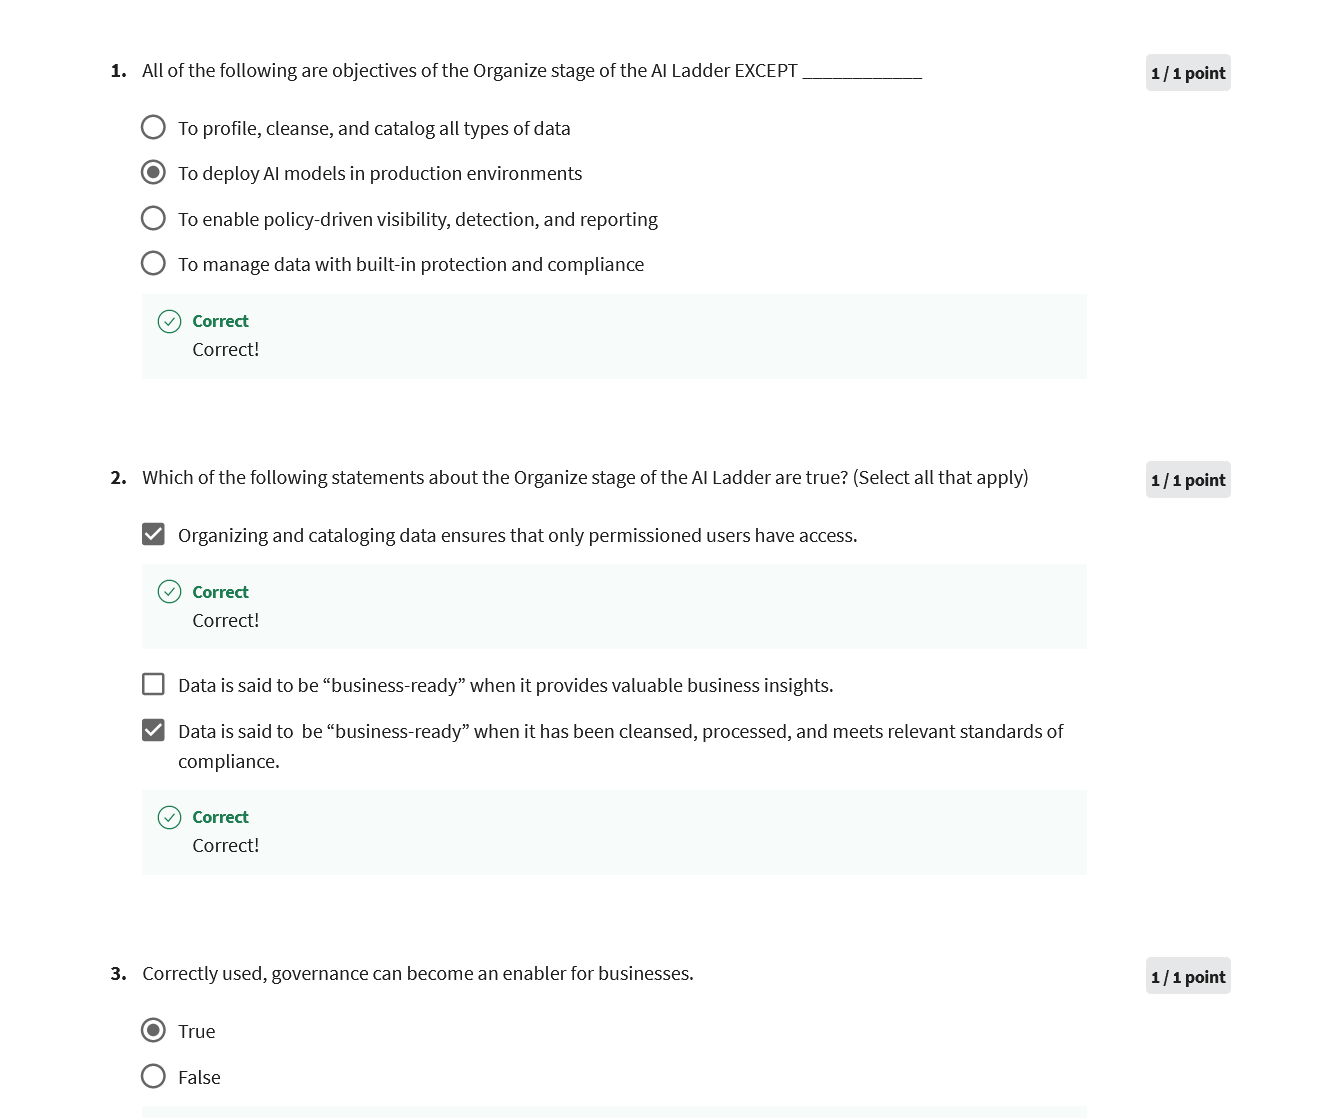 1. All of the following are objectives of the Organize stage of the AI Ladder EXCEPT ____________
1 / 1 point
To profile, cleanse, and catalog all types of data
To deploy AI models in production environments
To enable policy-driven visibility, detection, and reporting
To manage data with built-in protection and compliance
Correct
Correct!
2. Which of the following statements about the Organize stage of the AI Ladder are true? (Select all that apply)
1 / 1 point
Organizing and cataloging data ensures that only permissioned users have access.
Correct
Correct!
Data is said to be “business-ready” when it provides valuable business insights.
Data is said to be “business-ready” when it has been cleansed, processed, and meets relevant standards of
compliance.
Correct
Correct!
3. Correctly used, governance can become an enabler for businesses.
1 / 1 point
True
False